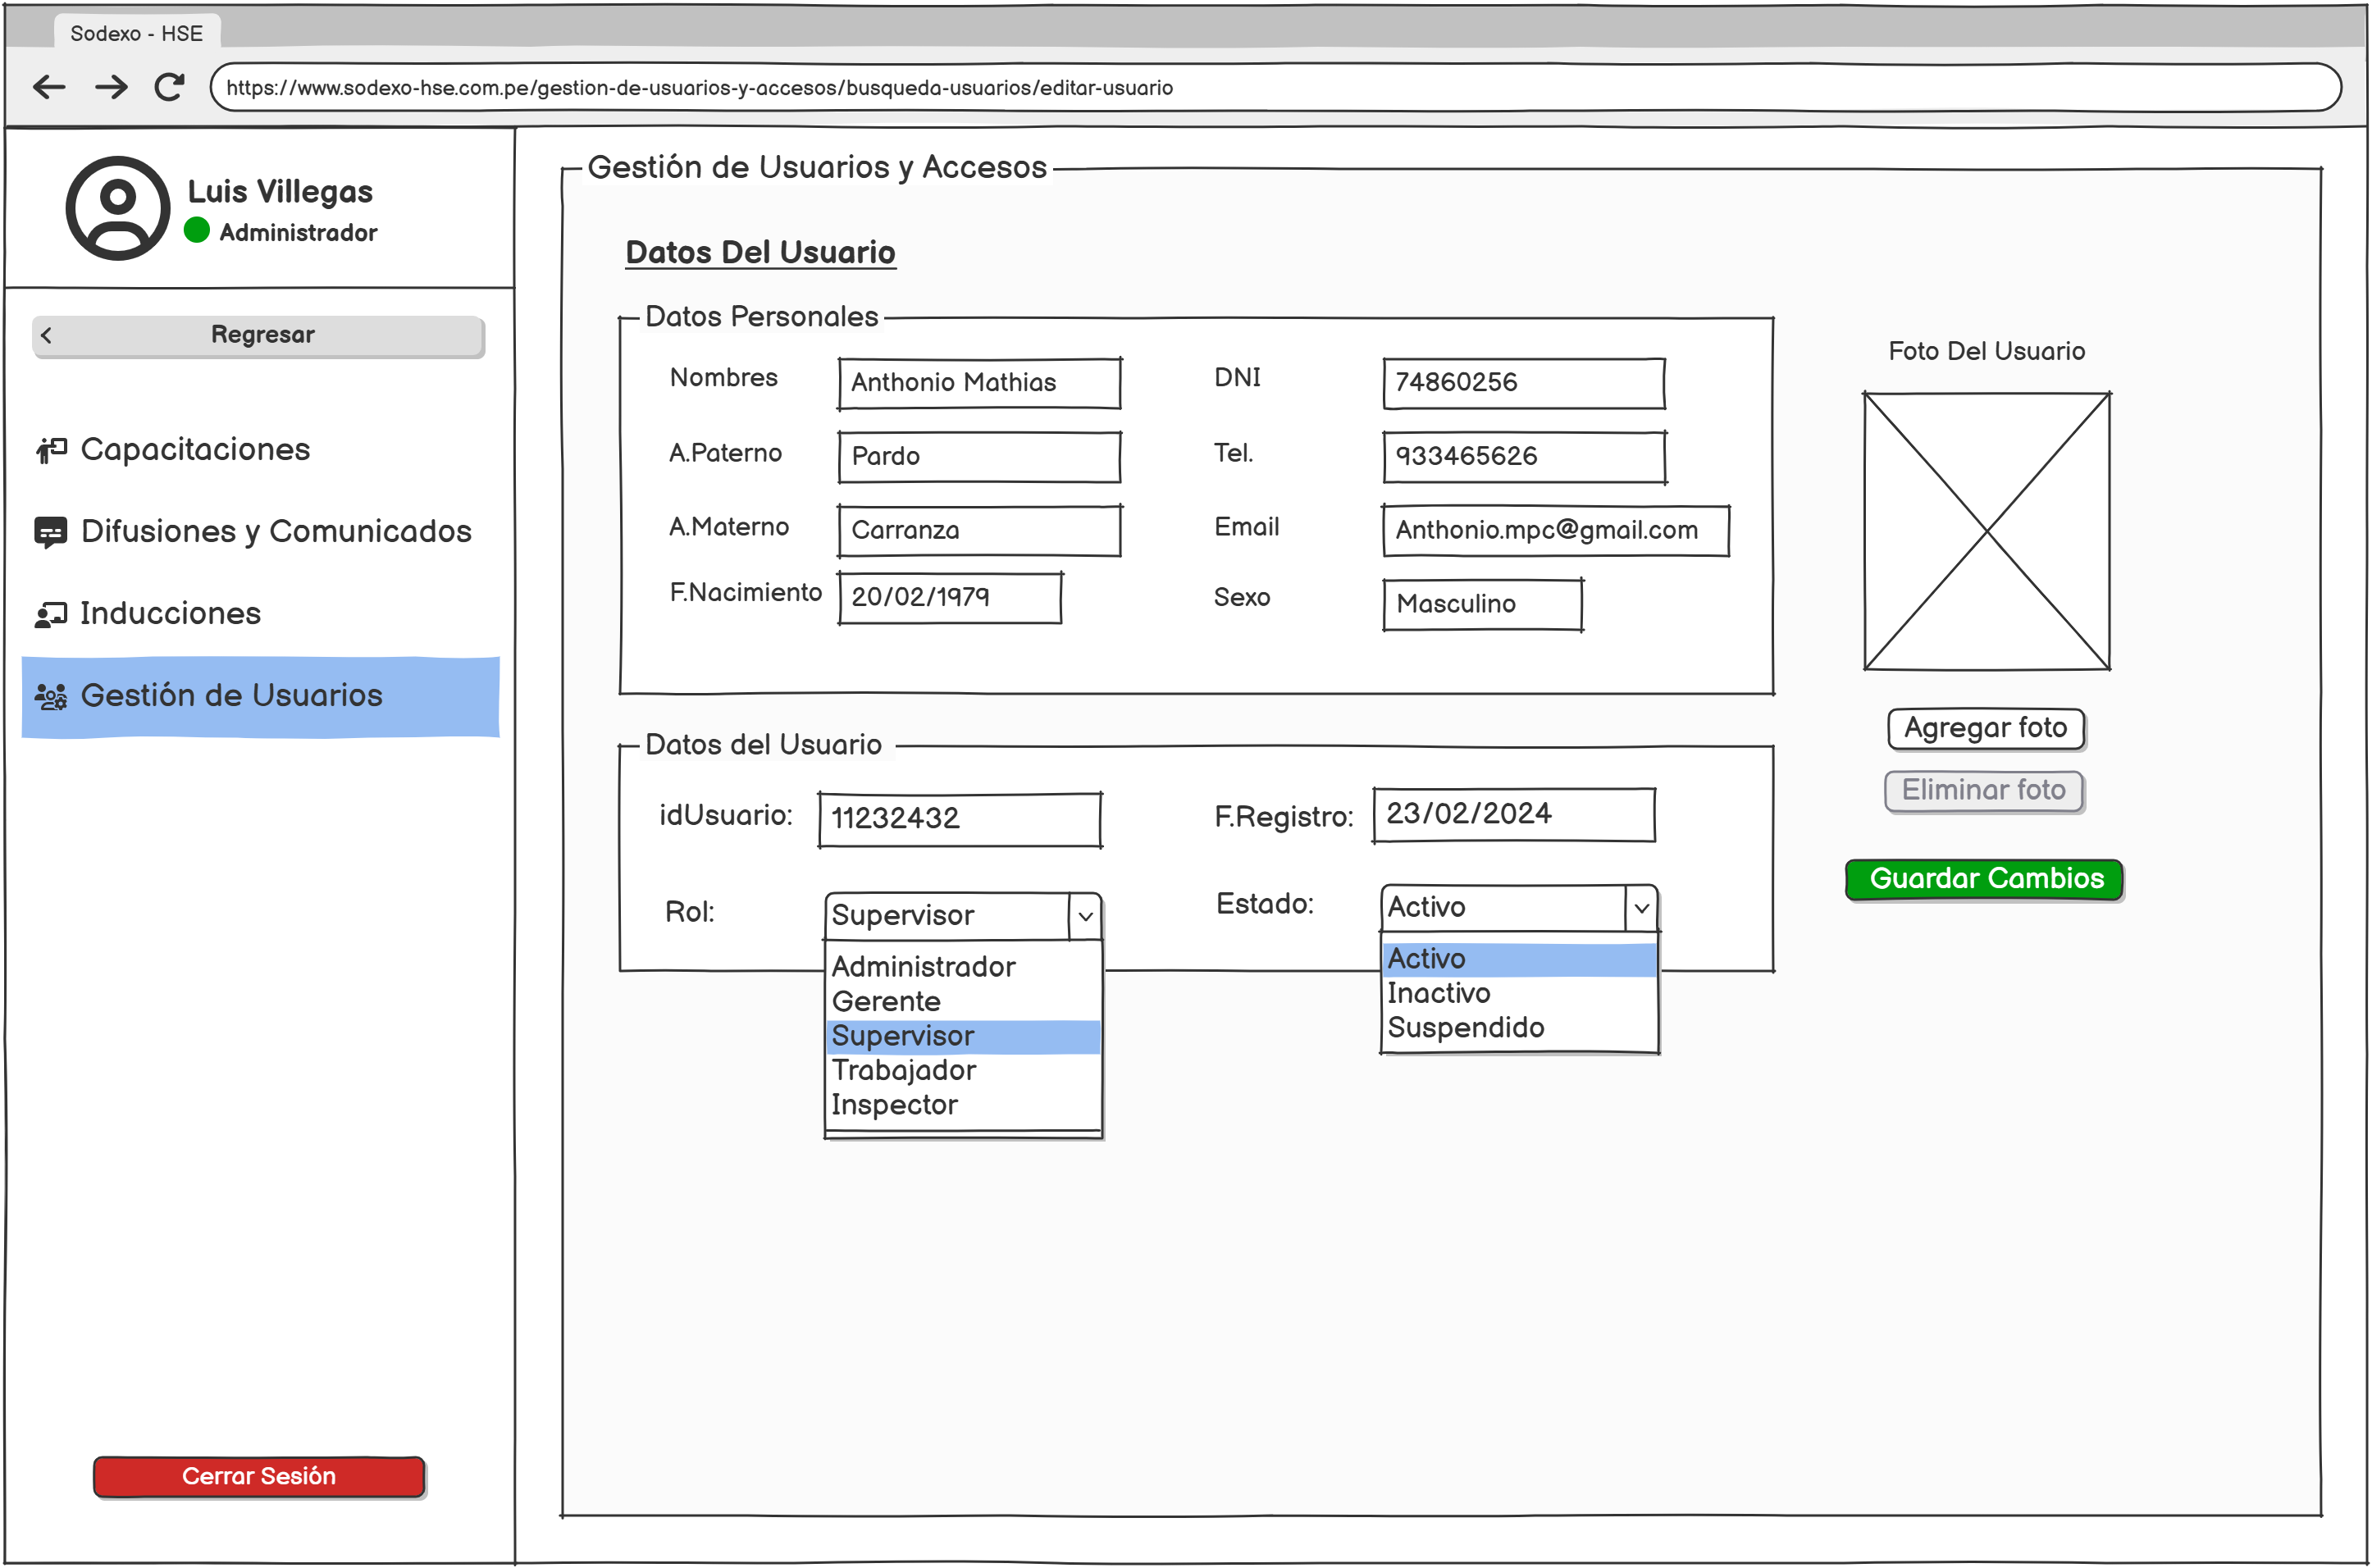 Sodexo - HSE
https://www.sodexo-hse.com.pe/gestion-de-usuarios-y-accesos/busqueda-usuarios/editar-usuario
Luis Villegas
Administrador
Regresar
Capacitaciones
Difusiones y Comunicados
Inducciones
Gestión de Usuarios
Cerrar Sesión
Gestión de Usuarios y Accesos
Datos Del Usuario
Datos Personales
Nombres Anthonio Mathias DNI 74860256
A.Paterno Pardo Tel. 933465626
A.Materno Carranza Email Anthonio.mpc@gmail.com
F.Nacimiento 20/02/1979 Sexo Masculino
Datos del Usuario
idUsuario: 11232432 F.Registro: 23/02/2024
Rol: Supervisor
Administrador
Gerente
Supervisor
Trabajador
Inspector
Estado: Activo
Activo
Inactivo
Suspendido
Foto Del Usuario
Agregar foto
Eliminar foto
Guardar Cambios